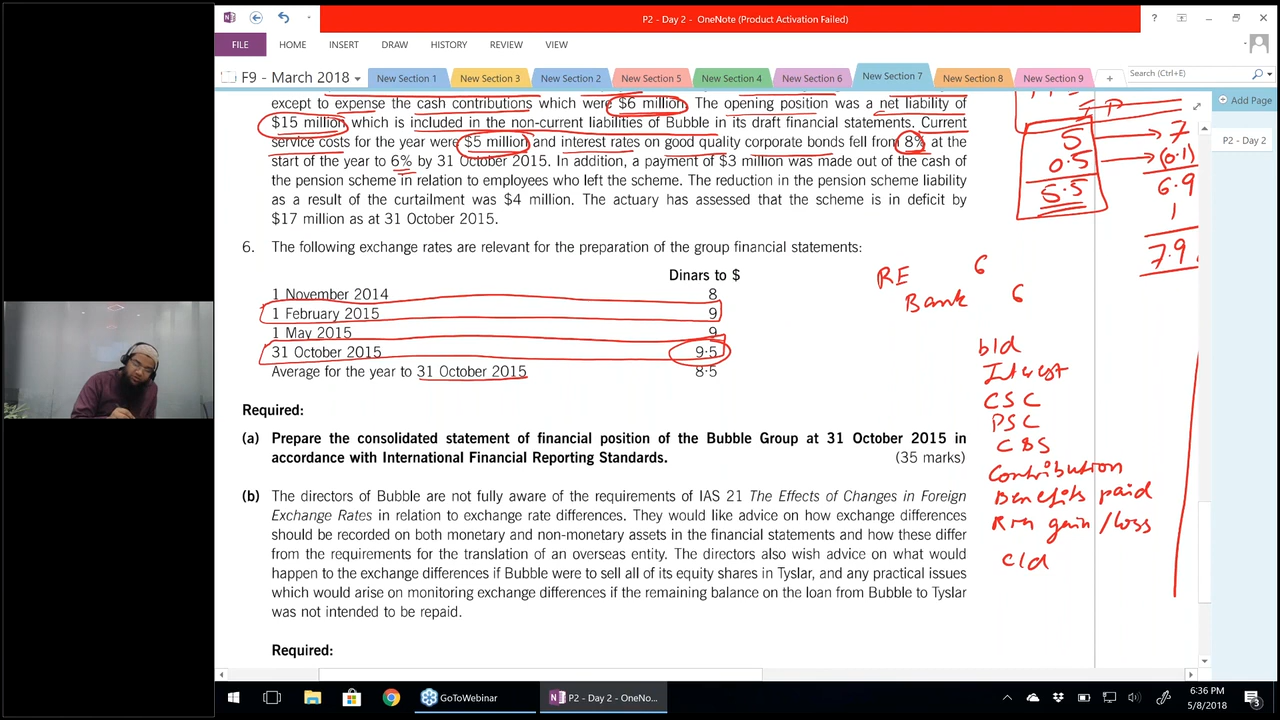 P2 - Day 2 - OneNote (Product Activation Failed)
FILE HOME INSERT DRAW HISTORY REVIEW VIEW
F9 - March 2018 New Section 1 New Section 3 New Section 2 New Section 5 New Section 4 New Section 6 New Section 7 New Section 8 New Section 9 + Search (Ctrl+E)
Add Page
P2 - Day 2
except to expense the cash contributions which were $6 million. The opening position was a net liability of
$15 million which is included in the non-current liabilities of Bubble in its draft financial statements. Current
service costs for the year were $5 million and interest rates on good quality corporate bonds fell from 8% at the
start of the year to 6% by 31 October 2015. In addition, a payment of $3 million was made out of the cash of
the pension scheme in relation to employees who left the scheme. The reduction in the pension scheme liability
as a result of the curtailment was $4 million. The actuary has assessed that the scheme is in deficit by
$17 million as at 31 October 2015.
5 7
0.5 (0.1)
5.5 6.9
1
7.9
6. The following exchange rates are relevant for the preparation of the group financial statements:
Dinars to $
1 November 2014 8
1 February 2015 9
1 May 2015 9
31 October 2015 9·5
Average for the year to 31 October 2015 8·5
RE 6
Bank 6
b/d
Interest
CSC
PSC
CBS
Contribution
Benefits paid
Rm gain/loss
c/d
Required:
(a) Prepare the consolidated statement of financial position of the Bubble Group at 31 October 2015 in
accordance with International Financial Reporting Standards. (35 marks)
(b) The directors of Bubble are not fully aware of the requirements of IAS 21 The Effects of Changes in Foreign
Exchange Rates in relation to exchange rate differences. They would like advice on how exchange differences
should be recorded on both monetary and non-monetary assets in the financial statements and how these differ
from the requirements for the translation of an overseas entity. The directors also wish advice on what would
happen to the exchange differences if Bubble were to sell all of its equity shares in Tyslar, and any practical issues
which would arise on monitoring exchange differences if the remaining balance on the loan from Bubble to Tyslar
was not intended to be repaid.
Required:
GoToWebinar P2 - Day 2 - OneNo...
6:36 PM
5/8/2018
3